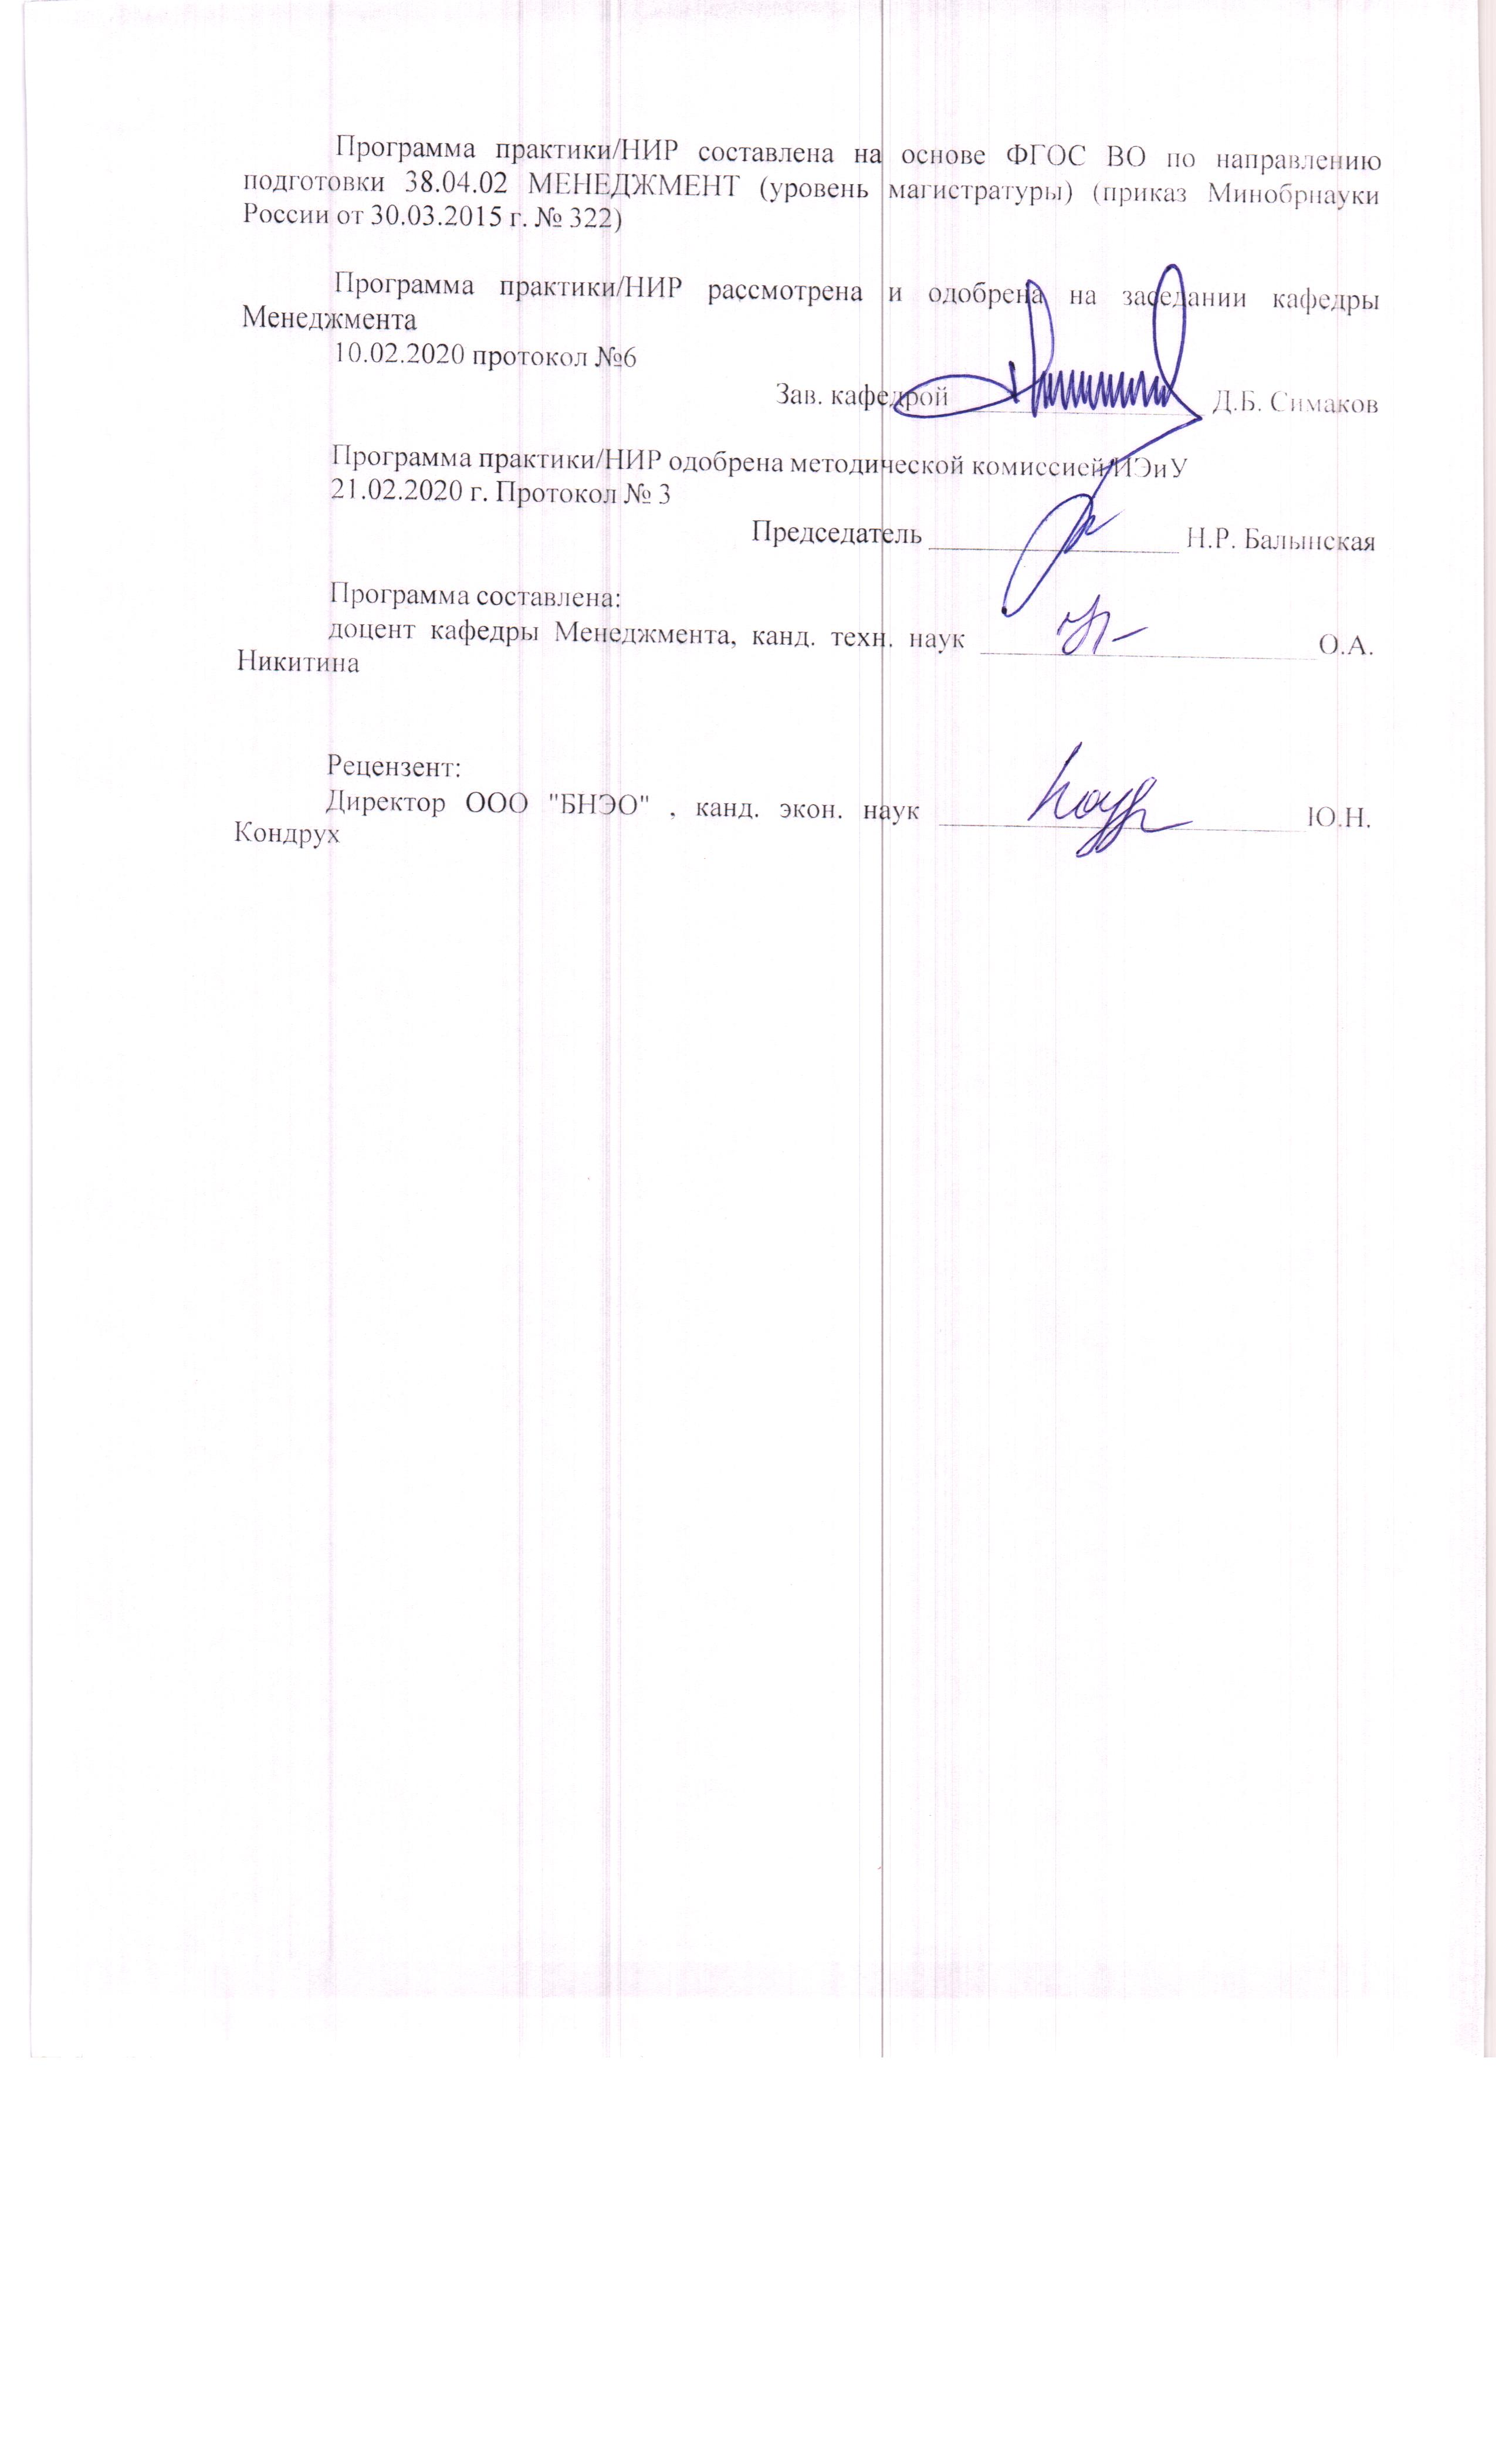 Программа практики/НИР составлена на основе ФГОС ВО по направлению
подготовки 38.04.02 МЕНЕДЖМЕНТ (уровень магистратуры) (приказ Минобрнауки
России от 30.03.2015 г. № 322)
Программа практики/НИР рассмотрена и одобрена на заседании кафедры
Менеджмента
10.02.2020 протокол №6
Зав. кафедрой Д.Б. Симаков
Программа практики/НИР одобрена методической комиссией ИЭиУ
21.02.2020 г. Протокол № 3
Председатель Н.Р. Балынская
Программа составлена:
доцент кафедры Менеджмента, канд. техн. наук О.А.
Никитина
Рецензент:
Директор ООО "БНЭО" , канд. экон. наук Ю.Н.
Кондрух